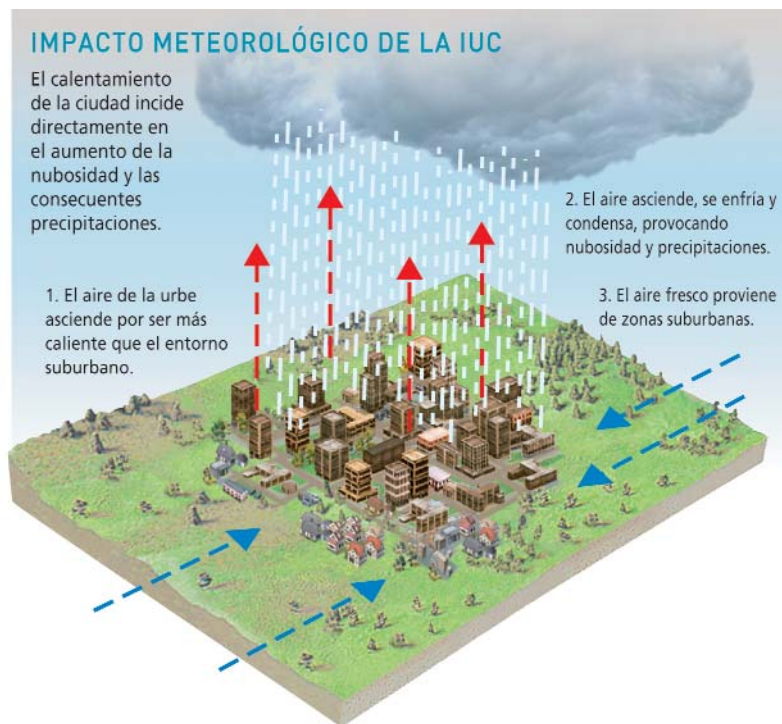 IMPACTO METEOROLÓGICO DE LA IUC
El calentamiento
de la ciudad incide
directamente en
el aumento de la
nubosidad y las
consecuentes
precipitaciones.
1. El aire de la urbe
asciende por ser más
caliente que el entorno
suburbano.
2. El aire asciende, se enfría y
condensa, provocando
nubosidad y precipitaciones.
3. El aire fresco proviene
de zonas suburbanas.